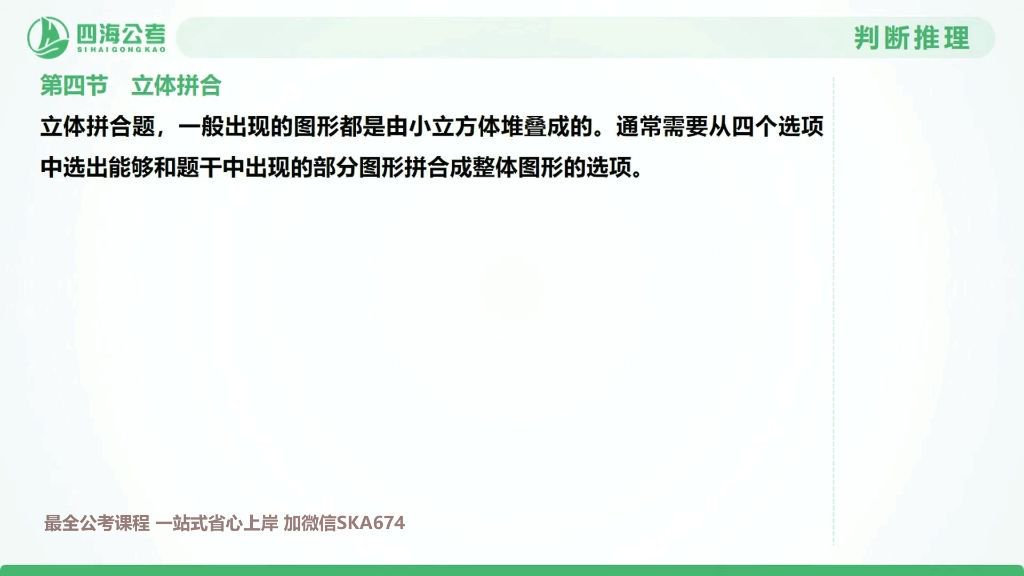 四海公考
SIHAIGONGKAO
判断推理
第四节 立体拼合
立体拼合题，一般出现的图形都是由小立方体堆叠成的。通常需要从四个选项
中选出能够和题干中出现的部分图形拼合成整体图形的选项。
最全公考课程 一站式省心上岸 加微信SKA674